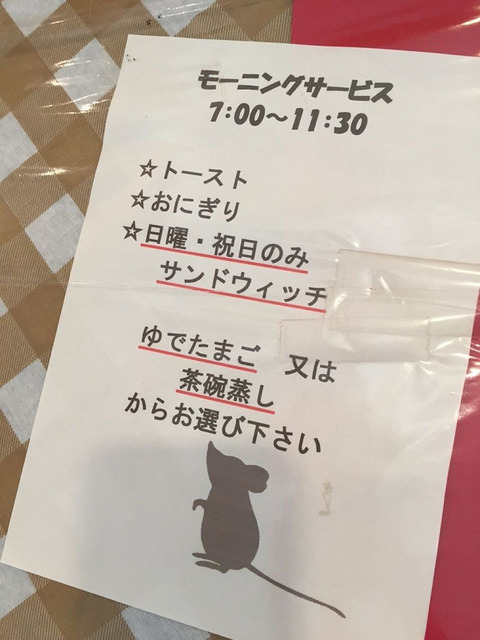 モーニングサービス
7:00～11:30
☆トースト
☆おにぎり
☆日曜・祝日のみ
サンドウィッチ
ゆでたまご 又は
茶碗蒸し
からお選び下さい